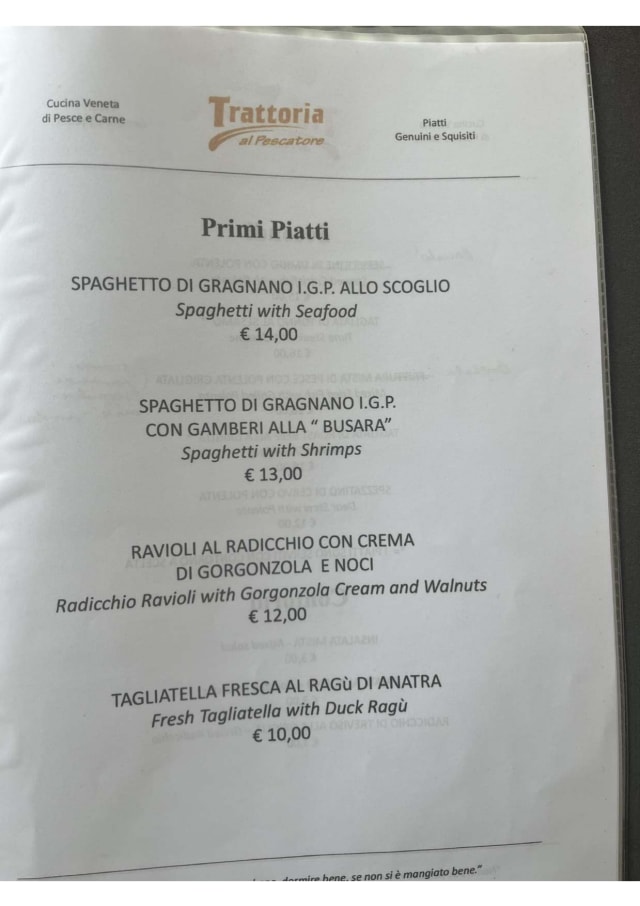 Cucina Veneta
di Pesce e Carne
Trattoria
al Pescatore
Piatti
Genuini e Squisiti
Primi Piatti
SPAGHETTO DI GRAGNANO I.G.P. ALLO SCOGLIO
Spaghetti with Seafood
€ 14,00
SPAGHETTO DI GRAGNANO I.G.P.
CON GAMBERI ALLA “ BUSARA”
Spaghetti with Shrimps
€ 13,00
RAVIOLI AL RADICCHIO CON CREMA
DI GORGONZOLA E NOCI
Radicchio Ravioli with Gorgonzola Cream and Walnuts
€ 12,00
TAGLIATELLA FRESCA AL RAGù DI ANATRA
Fresh Tagliatella with Duck Ragù
€ 10,00
dormire bene, se non si è mangiato bene.”